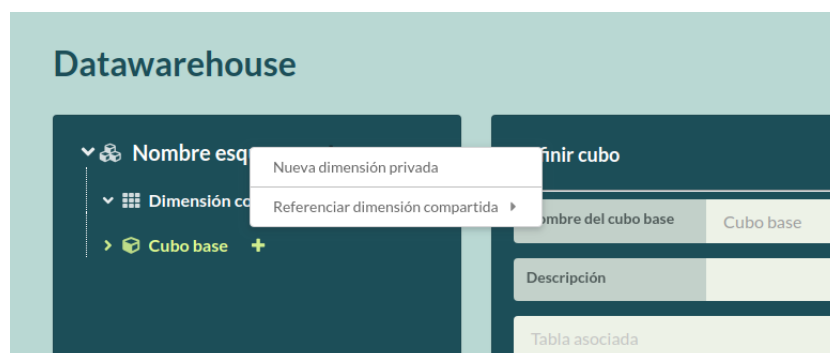 Datawarehouse
Nombre esq
Nueva dimensión privada
Referenciar dimensión compartida
Dimensión co
Cubo base +
finir cubo
ombre del cubo base
Cubo base
Descripción
Tabla asociada